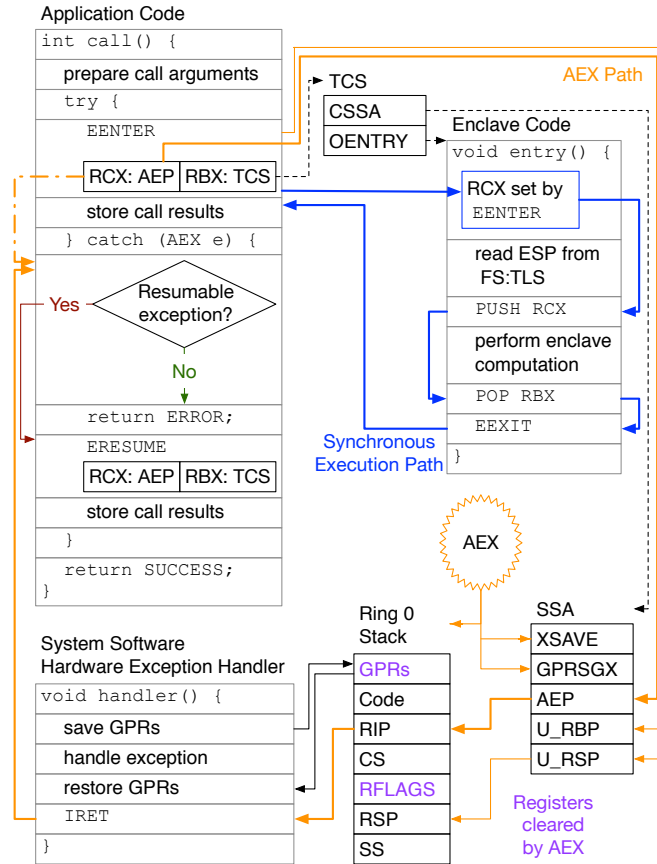 Application Code
int call() {
prepare call arguments
try {
EENTER
RCX: AEP
RBX: TCS
store call results
} catch (AEX e) {
Resumable
exception?
Yes
No
return ERROR;
ERESUME
RCX: AEP
RBX: TCS
store call results
}
return SUCCESS;
}
AEX Path
TCS
CSSA
OENTRY
Enclave Code
void entry() {
RCX set by
EENTER
read ESP from
FS:TLS
PUSH RCX
perform enclave
computation
POP RBX
EEXIT
}
Synchronous
Execution Path
AEX
System Software
Hardware Exception Handler
void handler() {
save GPRs
handle exception
restore GPRs
IRET
}
Ring 0
Stack
GPRs
Code
RIP
CS
RFLAGS
RSP
SS
SSA
XSAVE
GPRSGX
AEP
U_RBP
U_RSP
Registers
cleared
by AEX